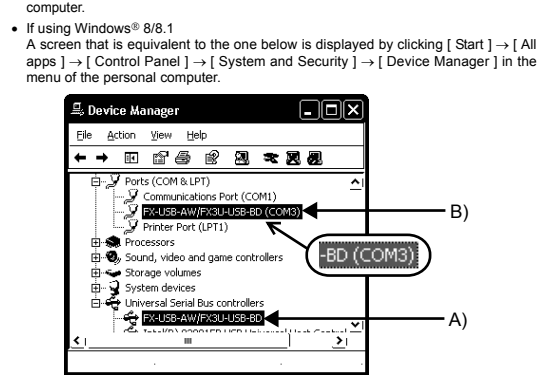 computer.
• If using Windows® 8/8.1
A screen that is equivalent to the one below is displayed by clicking [ Start ] → [ All
apps ] → [ Control Panel ] → [ System and Security ] → [ Device Manager ] in the
menu of the personal computer.
Device Manager
File Action View Help
Ports (COM & LPT)
Communications Port (COM1)
FX-USB-AW/FX3U-USB-BD (COM3)
B)
Printer Port (LPT1)
Processors
Sound, video and game controllers
-BD (COM3)
Storage volumes
System devices
Universal Serial Bus controllers
FX-USB-AW/FX3U-USB-BD
A)